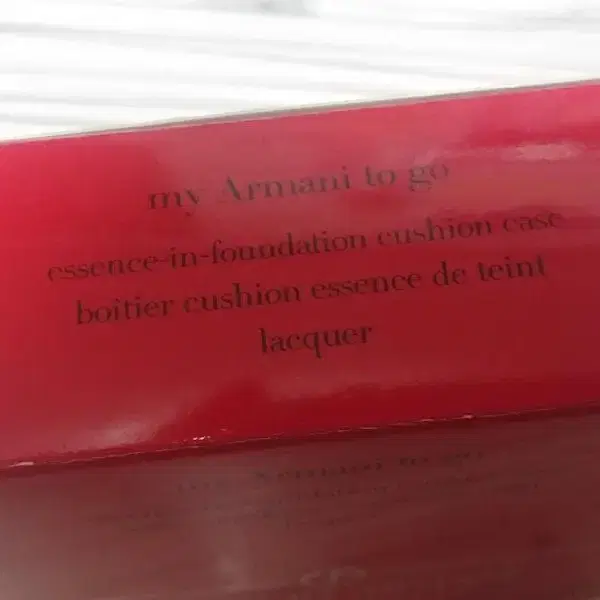 my Armani to go
essence-in-foundation cushion case
boîtier cushion essence de teint
lacquer